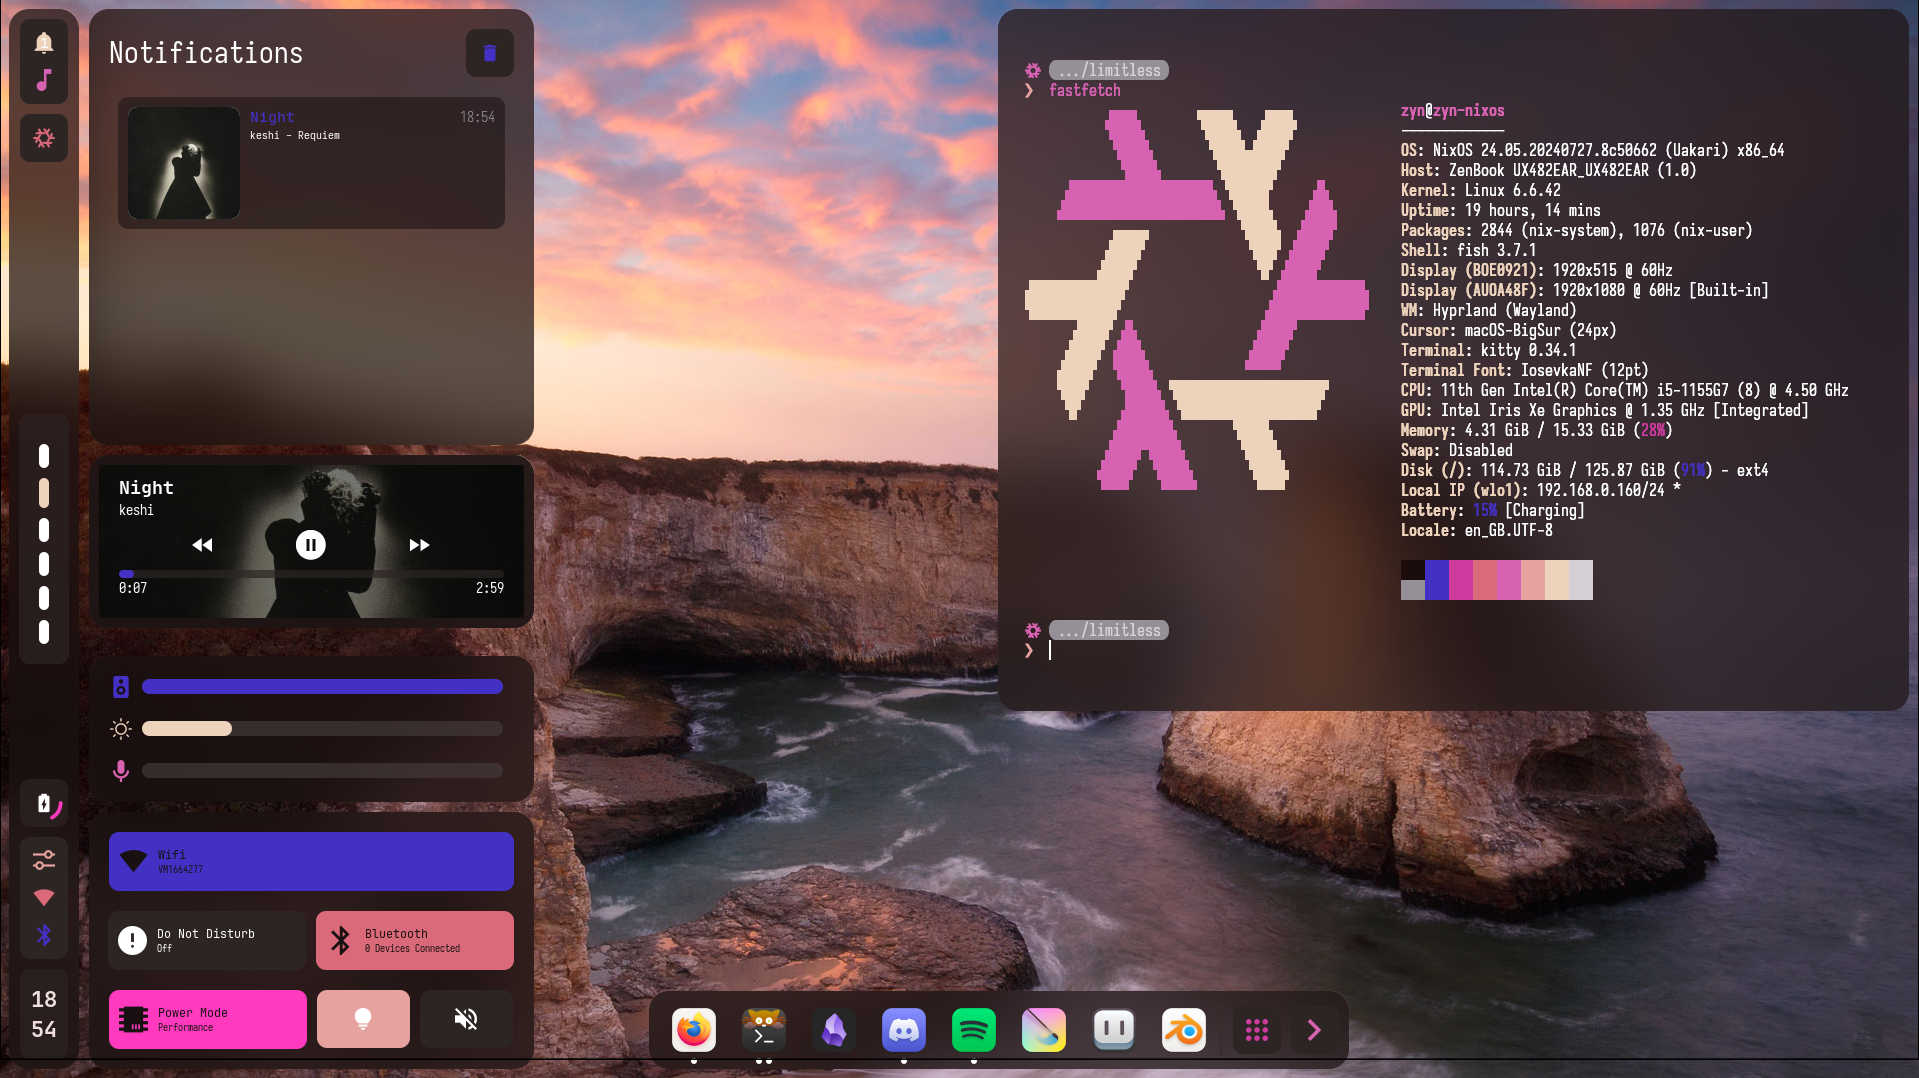 Notifications
Night 18:54
keshi - Requiem
Night
keshi
0:07 2:59
Wifi
VM1664277
Do Not Disturb
Off
Bluetooth
0 Devices Connected
Power Mode
Performance
18
54
.../limitless
❯ fastfetch
zyn@zyn-nixos
-------------
OS: NixOS 24.05.20240727.8c50662 (Uakari) x86_64
Host: ZenBook UX482EAR_UX482EAR (1.0)
Kernel: Linux 6.6.42
Uptime: 19 hours, 14 mins
Packages: 2844 (nix-system), 1076 (nix-user)
Shell: fish 3.7.1
Display (BOE0921): 1920x515 @ 60Hz
Display (AUOA48F): 1920x1080 @ 60Hz [Built-in]
WM: Hyprland (Wayland)
Cursor: macOS-BigSur (24px)
Terminal: kitty 0.34.1
Terminal Font: IosevkaNF (12pt)
CPU: 11th Gen Intel(R) Core(TM) i5-1155G7 (8) @ 4.50 GHz
GPU: Intel Iris Xe Graphics @ 1.35 GHz [Integrated]
Memory: 4.31 GiB / 15.33 GiB (28%)
Swap: Disabled
Disk (/): 114.73 GiB / 125.87 GiB (91%) - ext4
Local IP (wlo1): 192.168.0.160/24 *
Battery: 15% [Charging]
Locale: en_GB.UTF-8
.../limitless
❯